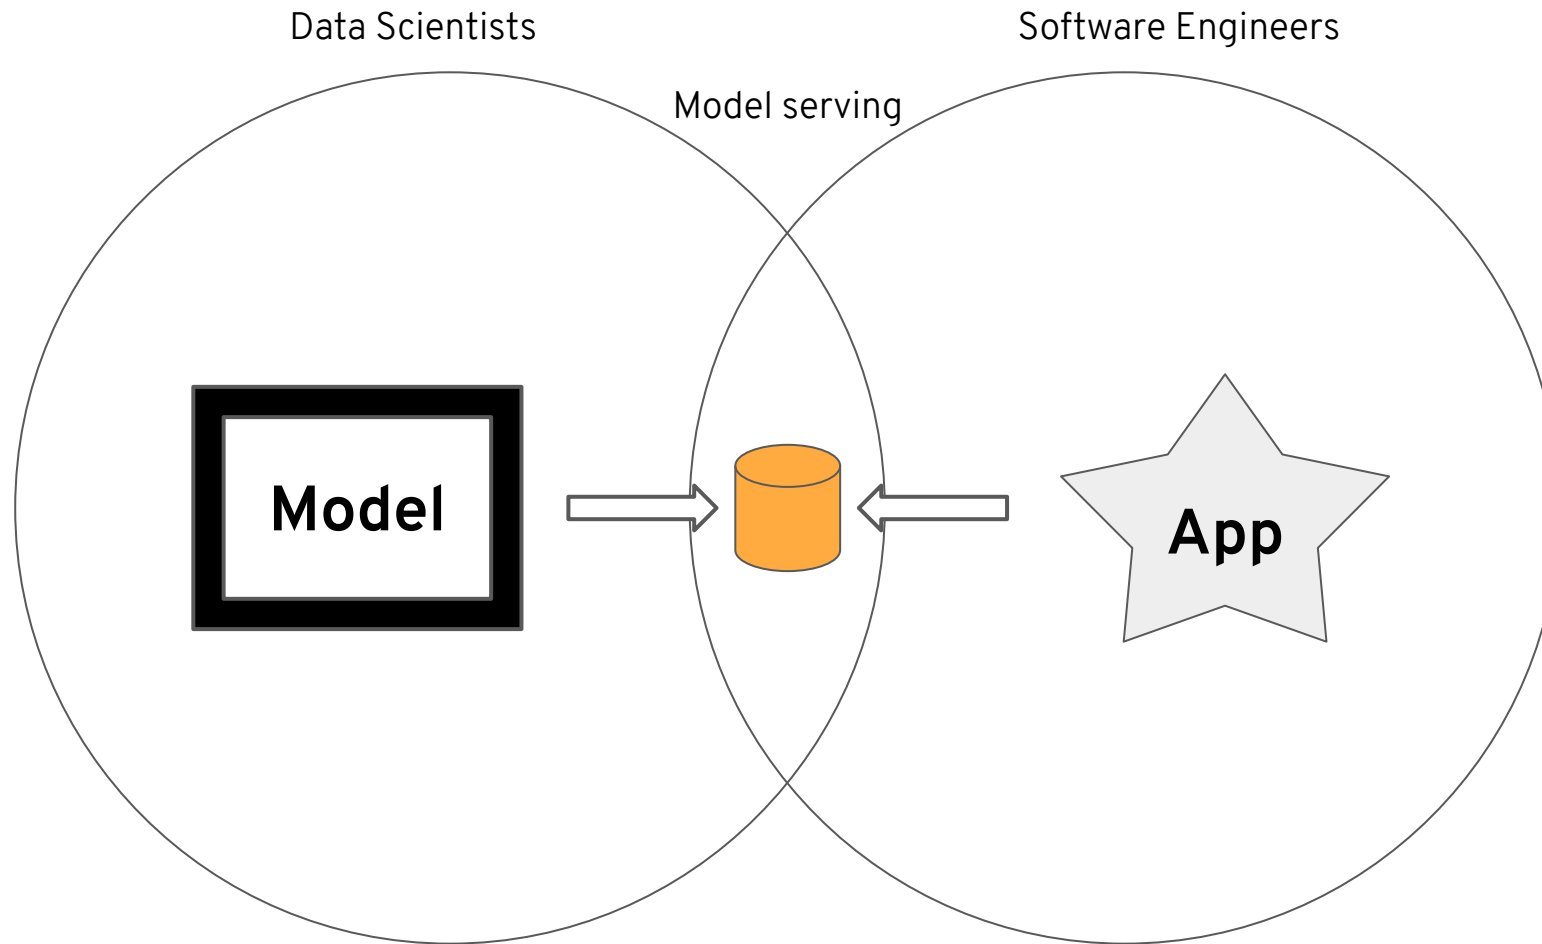 Data Scientists
Software Engineers
Model serving
Model
App